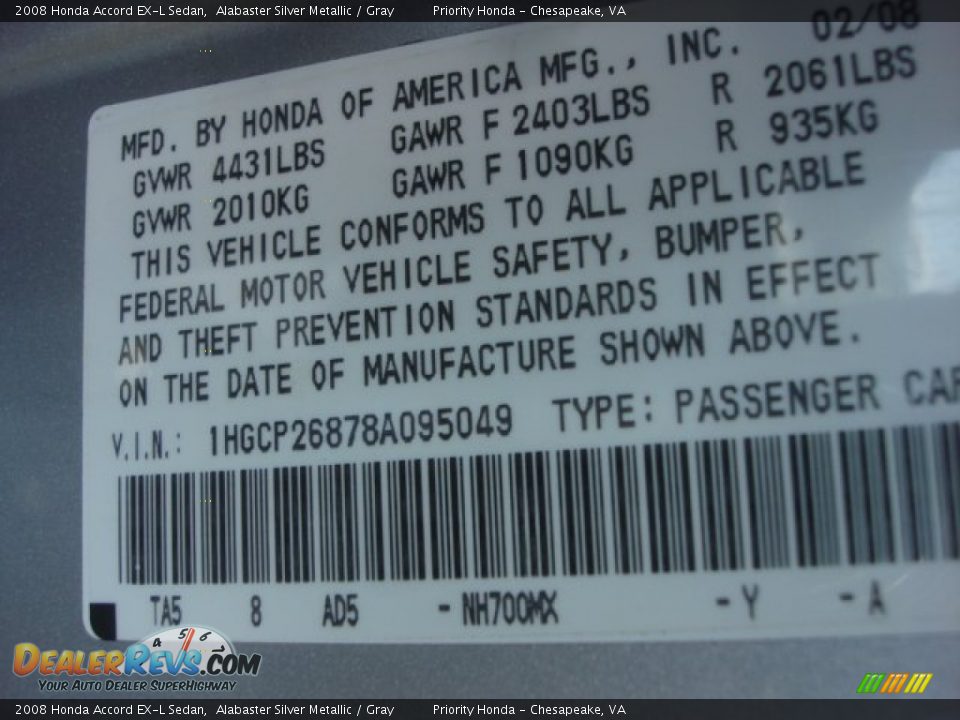 2008 Honda Accord EX-L Sedan, Alabaster Silver Metallic / Gray Priority Honda - Chesapeake, VA
02/08
MFD. BY HONDA OF AMERICA MFG., INC.
GVWR 4431LBS GAWR F 2403LBS R 2061LBS
GVWR 2010KG GAWR F 1090KG R 935KG
THIS VEHICLE CONFORMS TO ALL APPLICABLE
FEDERAL MOTOR VEHICLE SAFETY, BUMPER,
AND THEFT PREVENTION STANDARDS IN EFFECT
ON THE DATE OF MANUFACTURE SHOWN ABOVE.
V.I.N.: 1HGCP26878A095049 TYPE: PASSENGER CAR
TA5 8 AD5 -NH700MX -Y -A
4 5 6
DEALERREVS.COM
YOUR AUTO DEALER SUPERHIGHWAY
2008 Honda Accord EX-L Sedan, Alabaster Silver Metallic / Gray Priority Honda - Chesapeake, VA